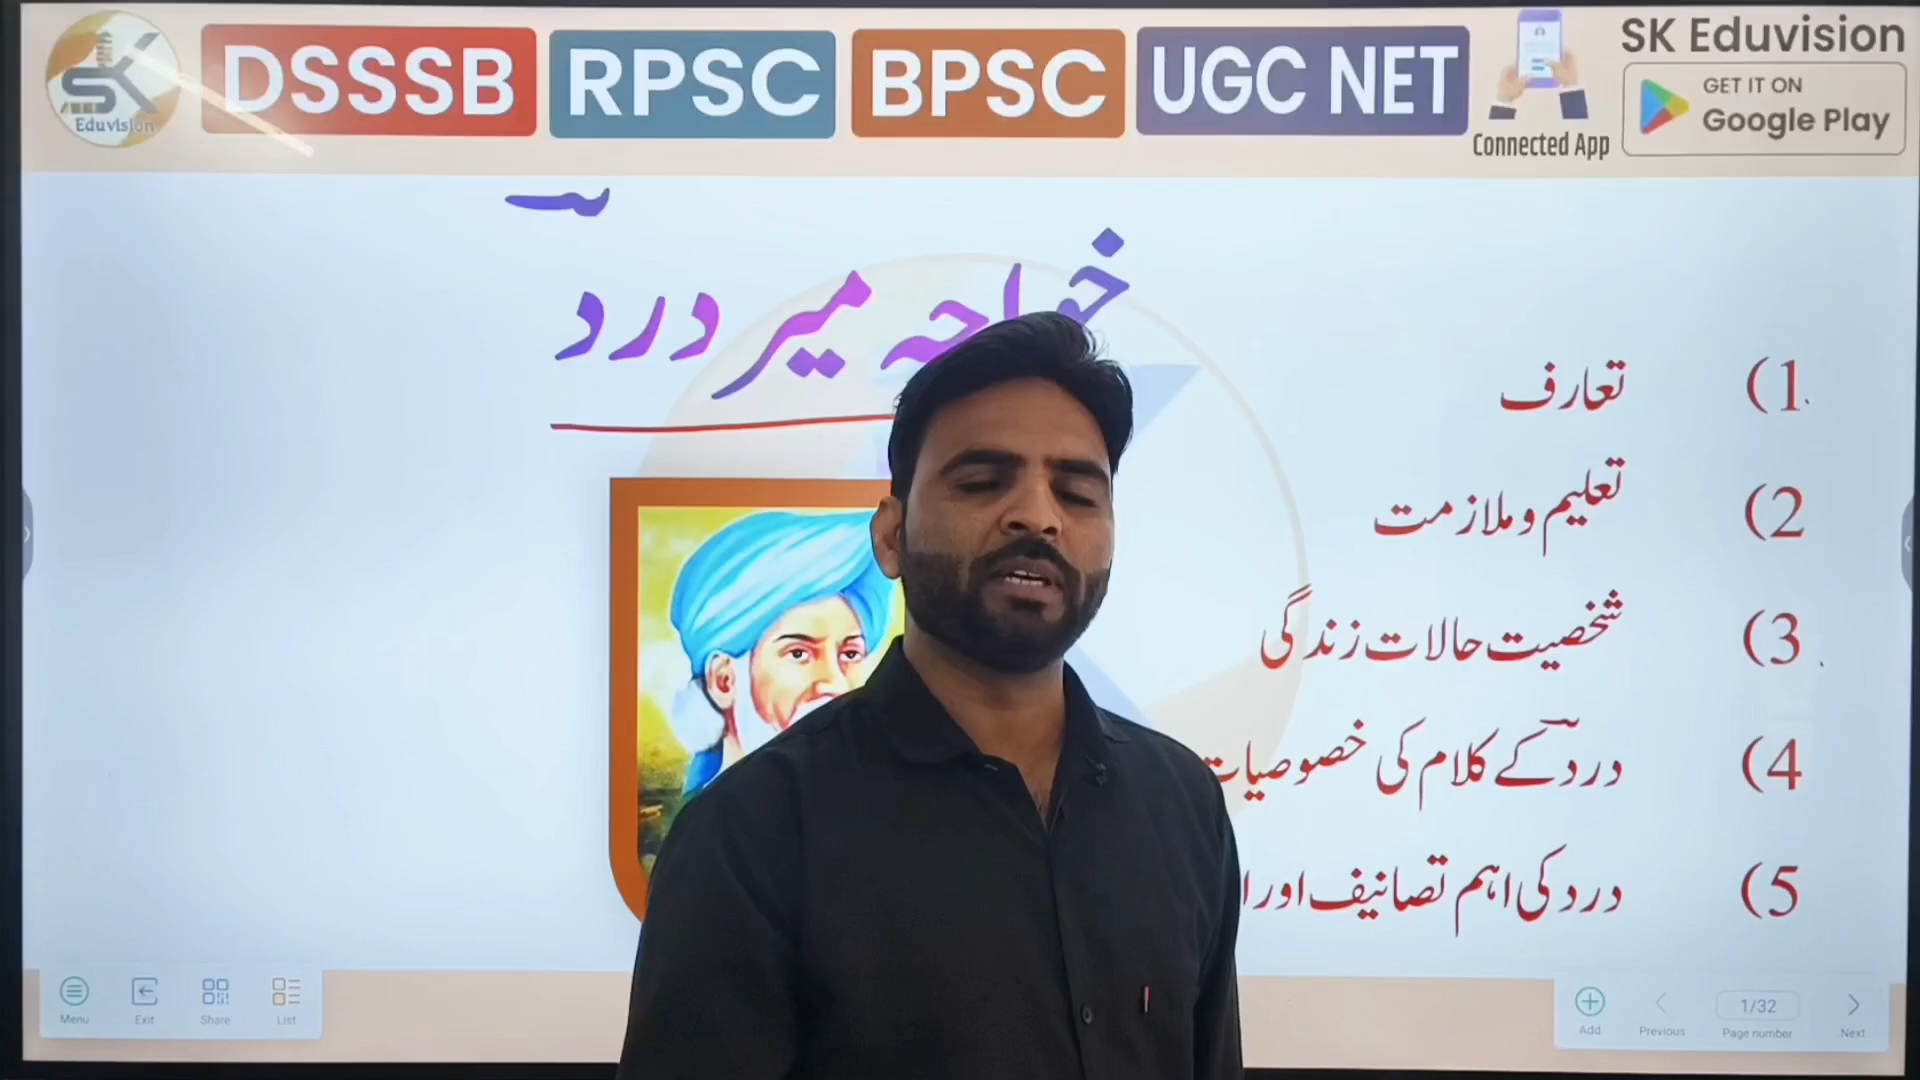 SK
Eduvision
DSSSB
RPSC
BPSC
UGC NET
Connected App
SK Eduvision
GET IT ON
Google Play
خواجہ میر درد
1) تعارف
2) تعلیم و ملازمت
3) شخصیت حالات زندگی
4) درد کے کلام کی خصوصیات
5) درد کی اہم تصانیف اور
Menu
Exit
Share
List
Add
Previous
1/32
Page number
Next